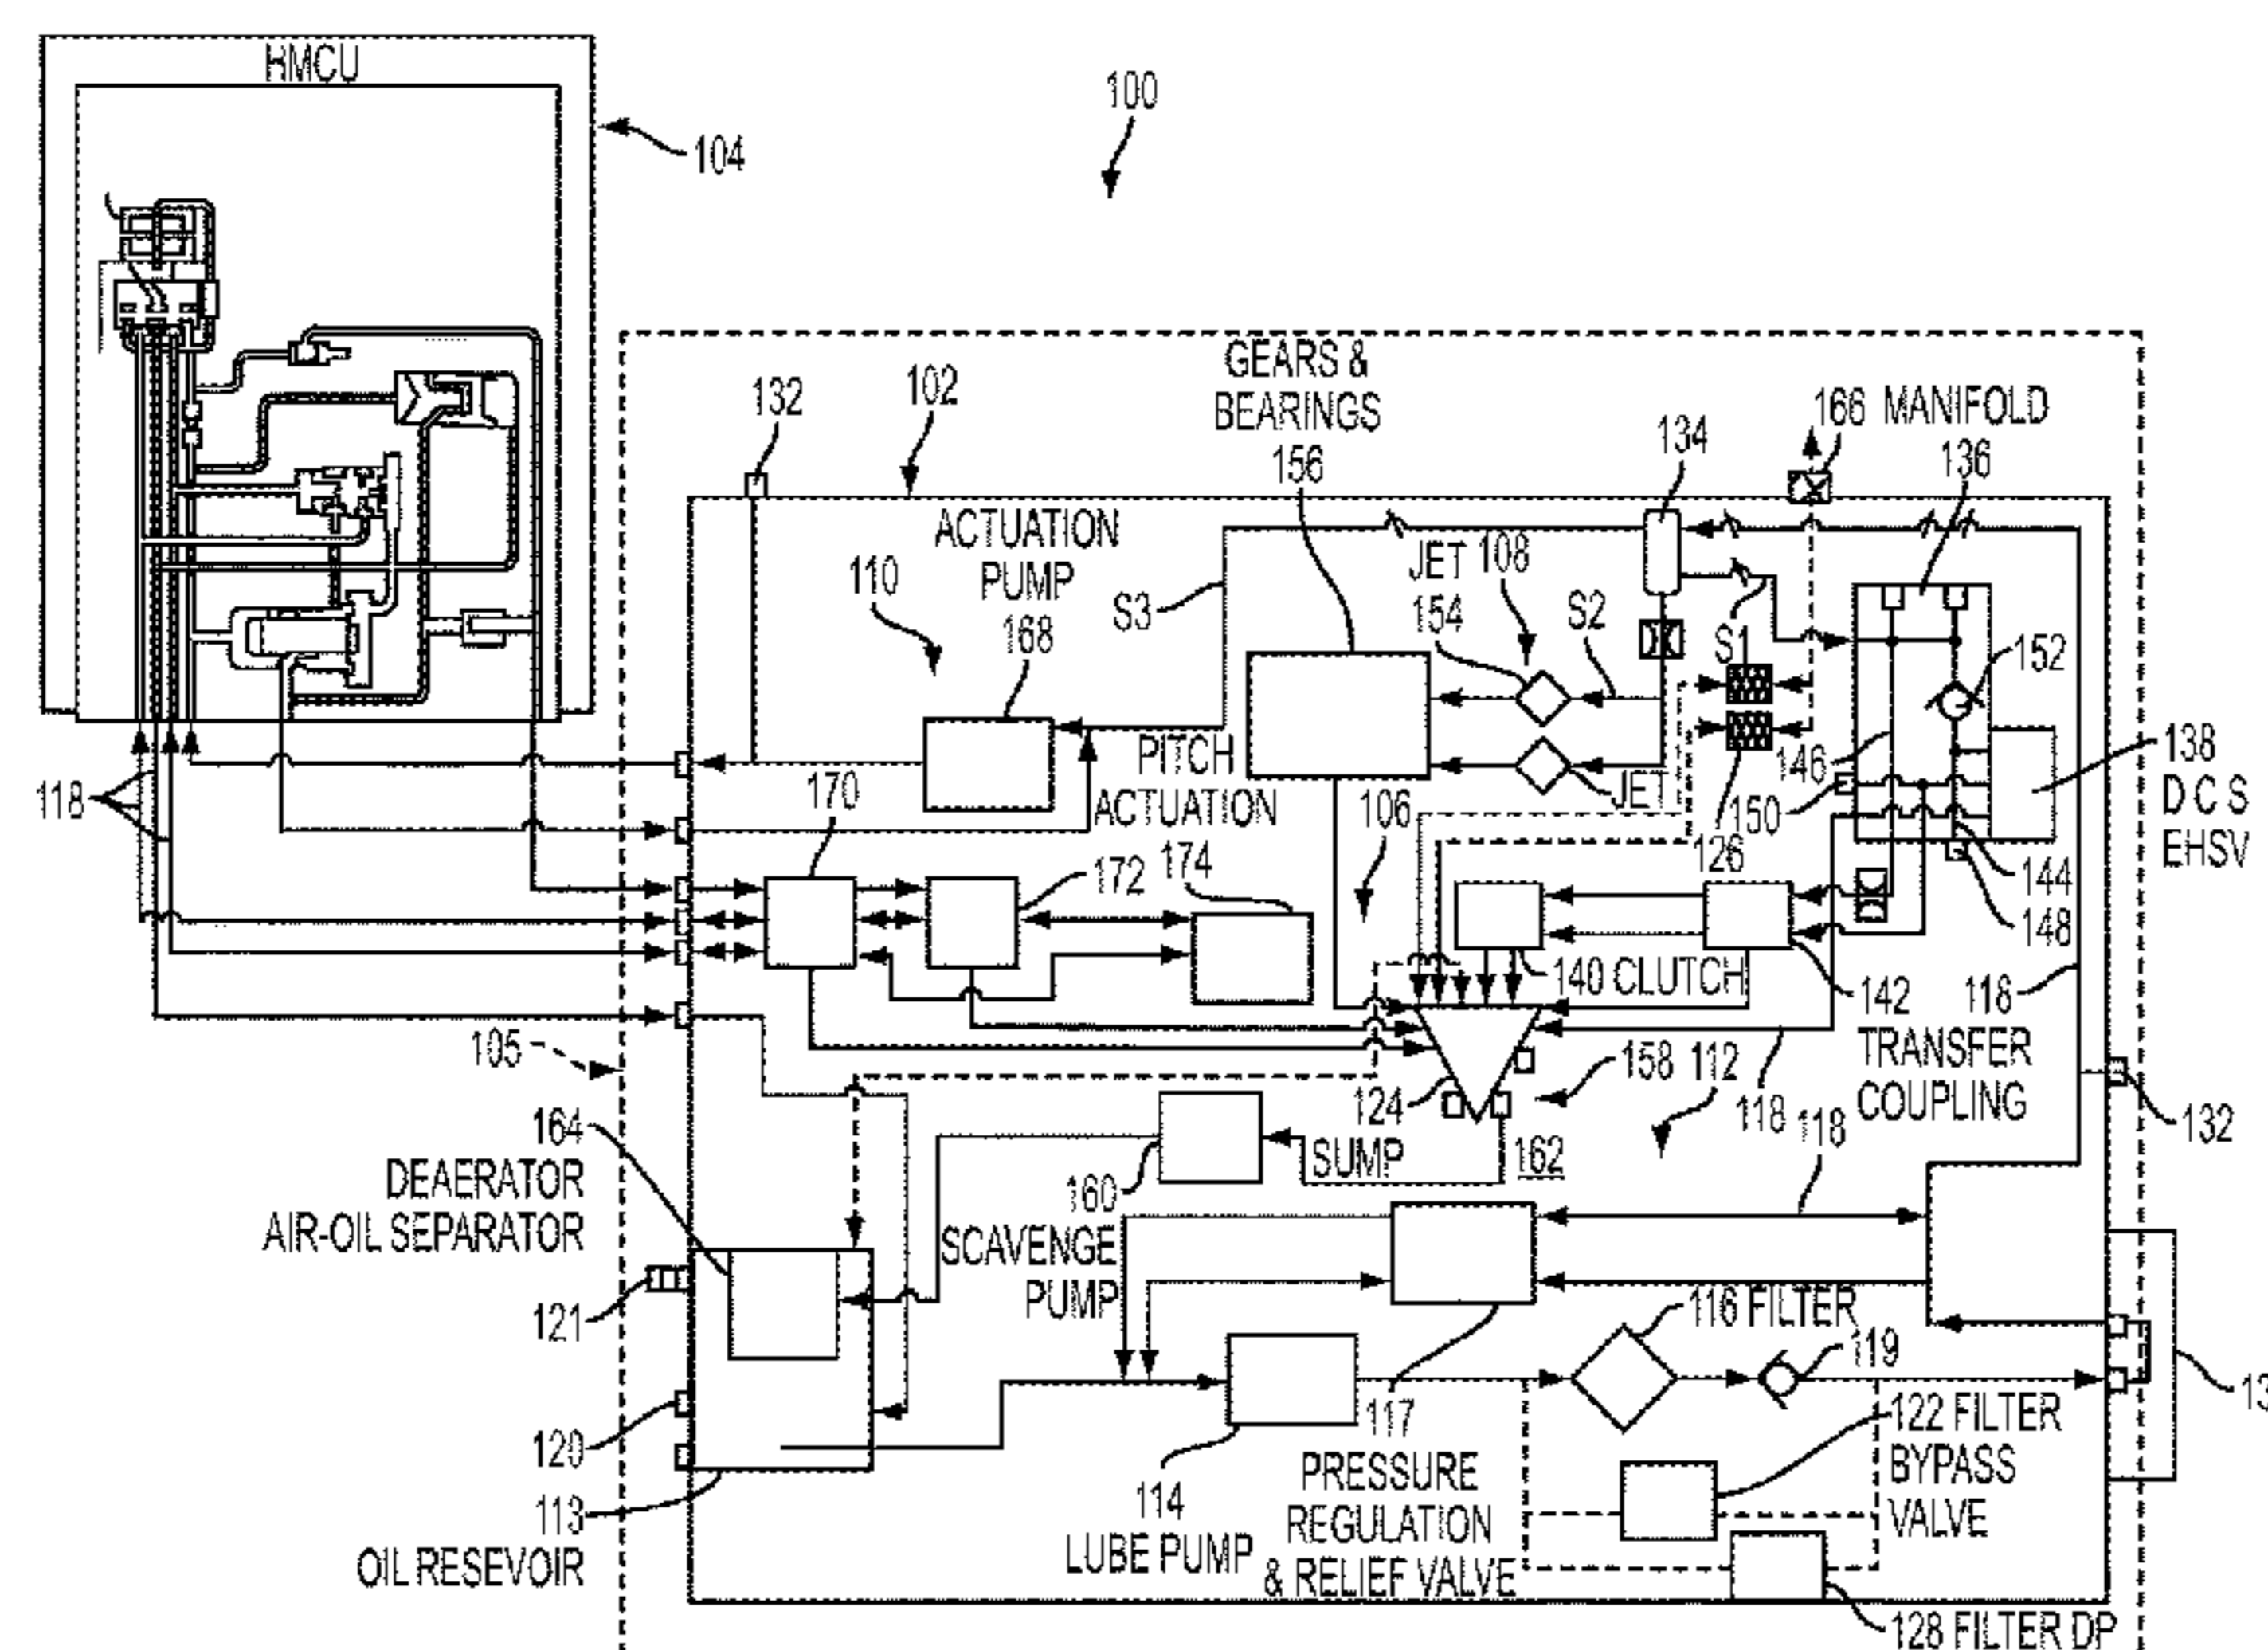 HMCU
100
104
GEARS &
BEARINGS
132
102
166 MANIFOLD
134
156
136
ACTUATION
PUMP
168
110
JET 108
154
S3
S2
S1
152
138
D C S
EHSV
146
150
PITCH
ACTUATION
118
170
106
126
172
174
144
148
140 CLUTCH
142
118
TRANSFER
COUPLING
JET
105
124
158
112
118
118
132
164
DEAERATOR
AIR-OIL SEPARATOR
SUMP
162
160
SCAVENGE
PUMP
121
116 FILTER
119
120
117
PRESSURE
REGULATION
& RELIEF VALVE
122 FILTER
BYPASS
VALVE
113
OIL RESEVOIR
114
LUBE PUMP
128 FILTER DP